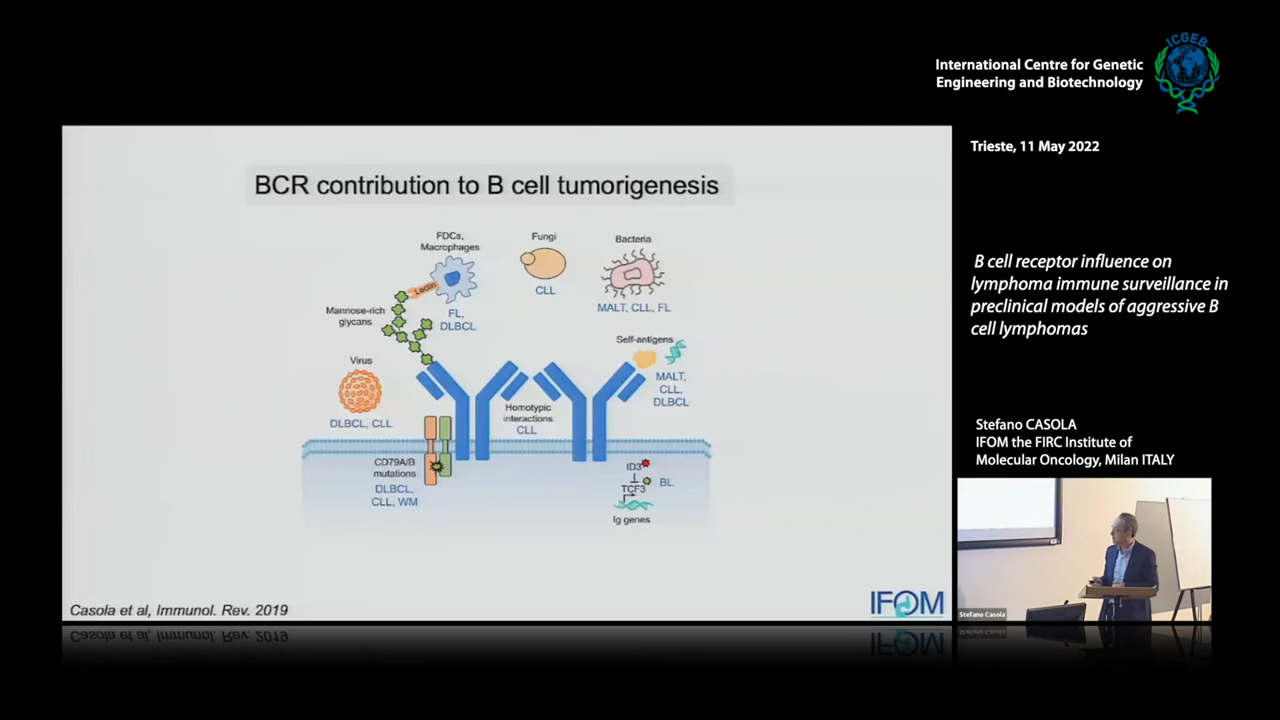 International Centre for Genetic
Engineering and Biotechnology
ICGEB
Trieste, 11 May 2022
BCR contribution to B cell tumorigenesis
FDCs,
Macrophages
Fungi
Bacteria
Lectin
CLL
Mannose-rich
glycans
FL,
DLBCL
MALT, CLL, FL
Self-antigens
Virus
MALT,
CLL,
DLBCL
DLBCL, CLL
Homotypic
interactions
CLL
CD79A/B
mutations
DLBCL,
CLL, WM
ID3
TCF3
BL
Ig genes
Casola et al, Immunol. Rev. 2019
IFOM
B cell receptor influence on
lymphoma immune surveillance in
preclinical models of aggressive B
cell lymphomas
Stefano CASOLA
IFOM the FIRC Institute of
Molecular Oncology, Milan ITALY
Stefano Casola